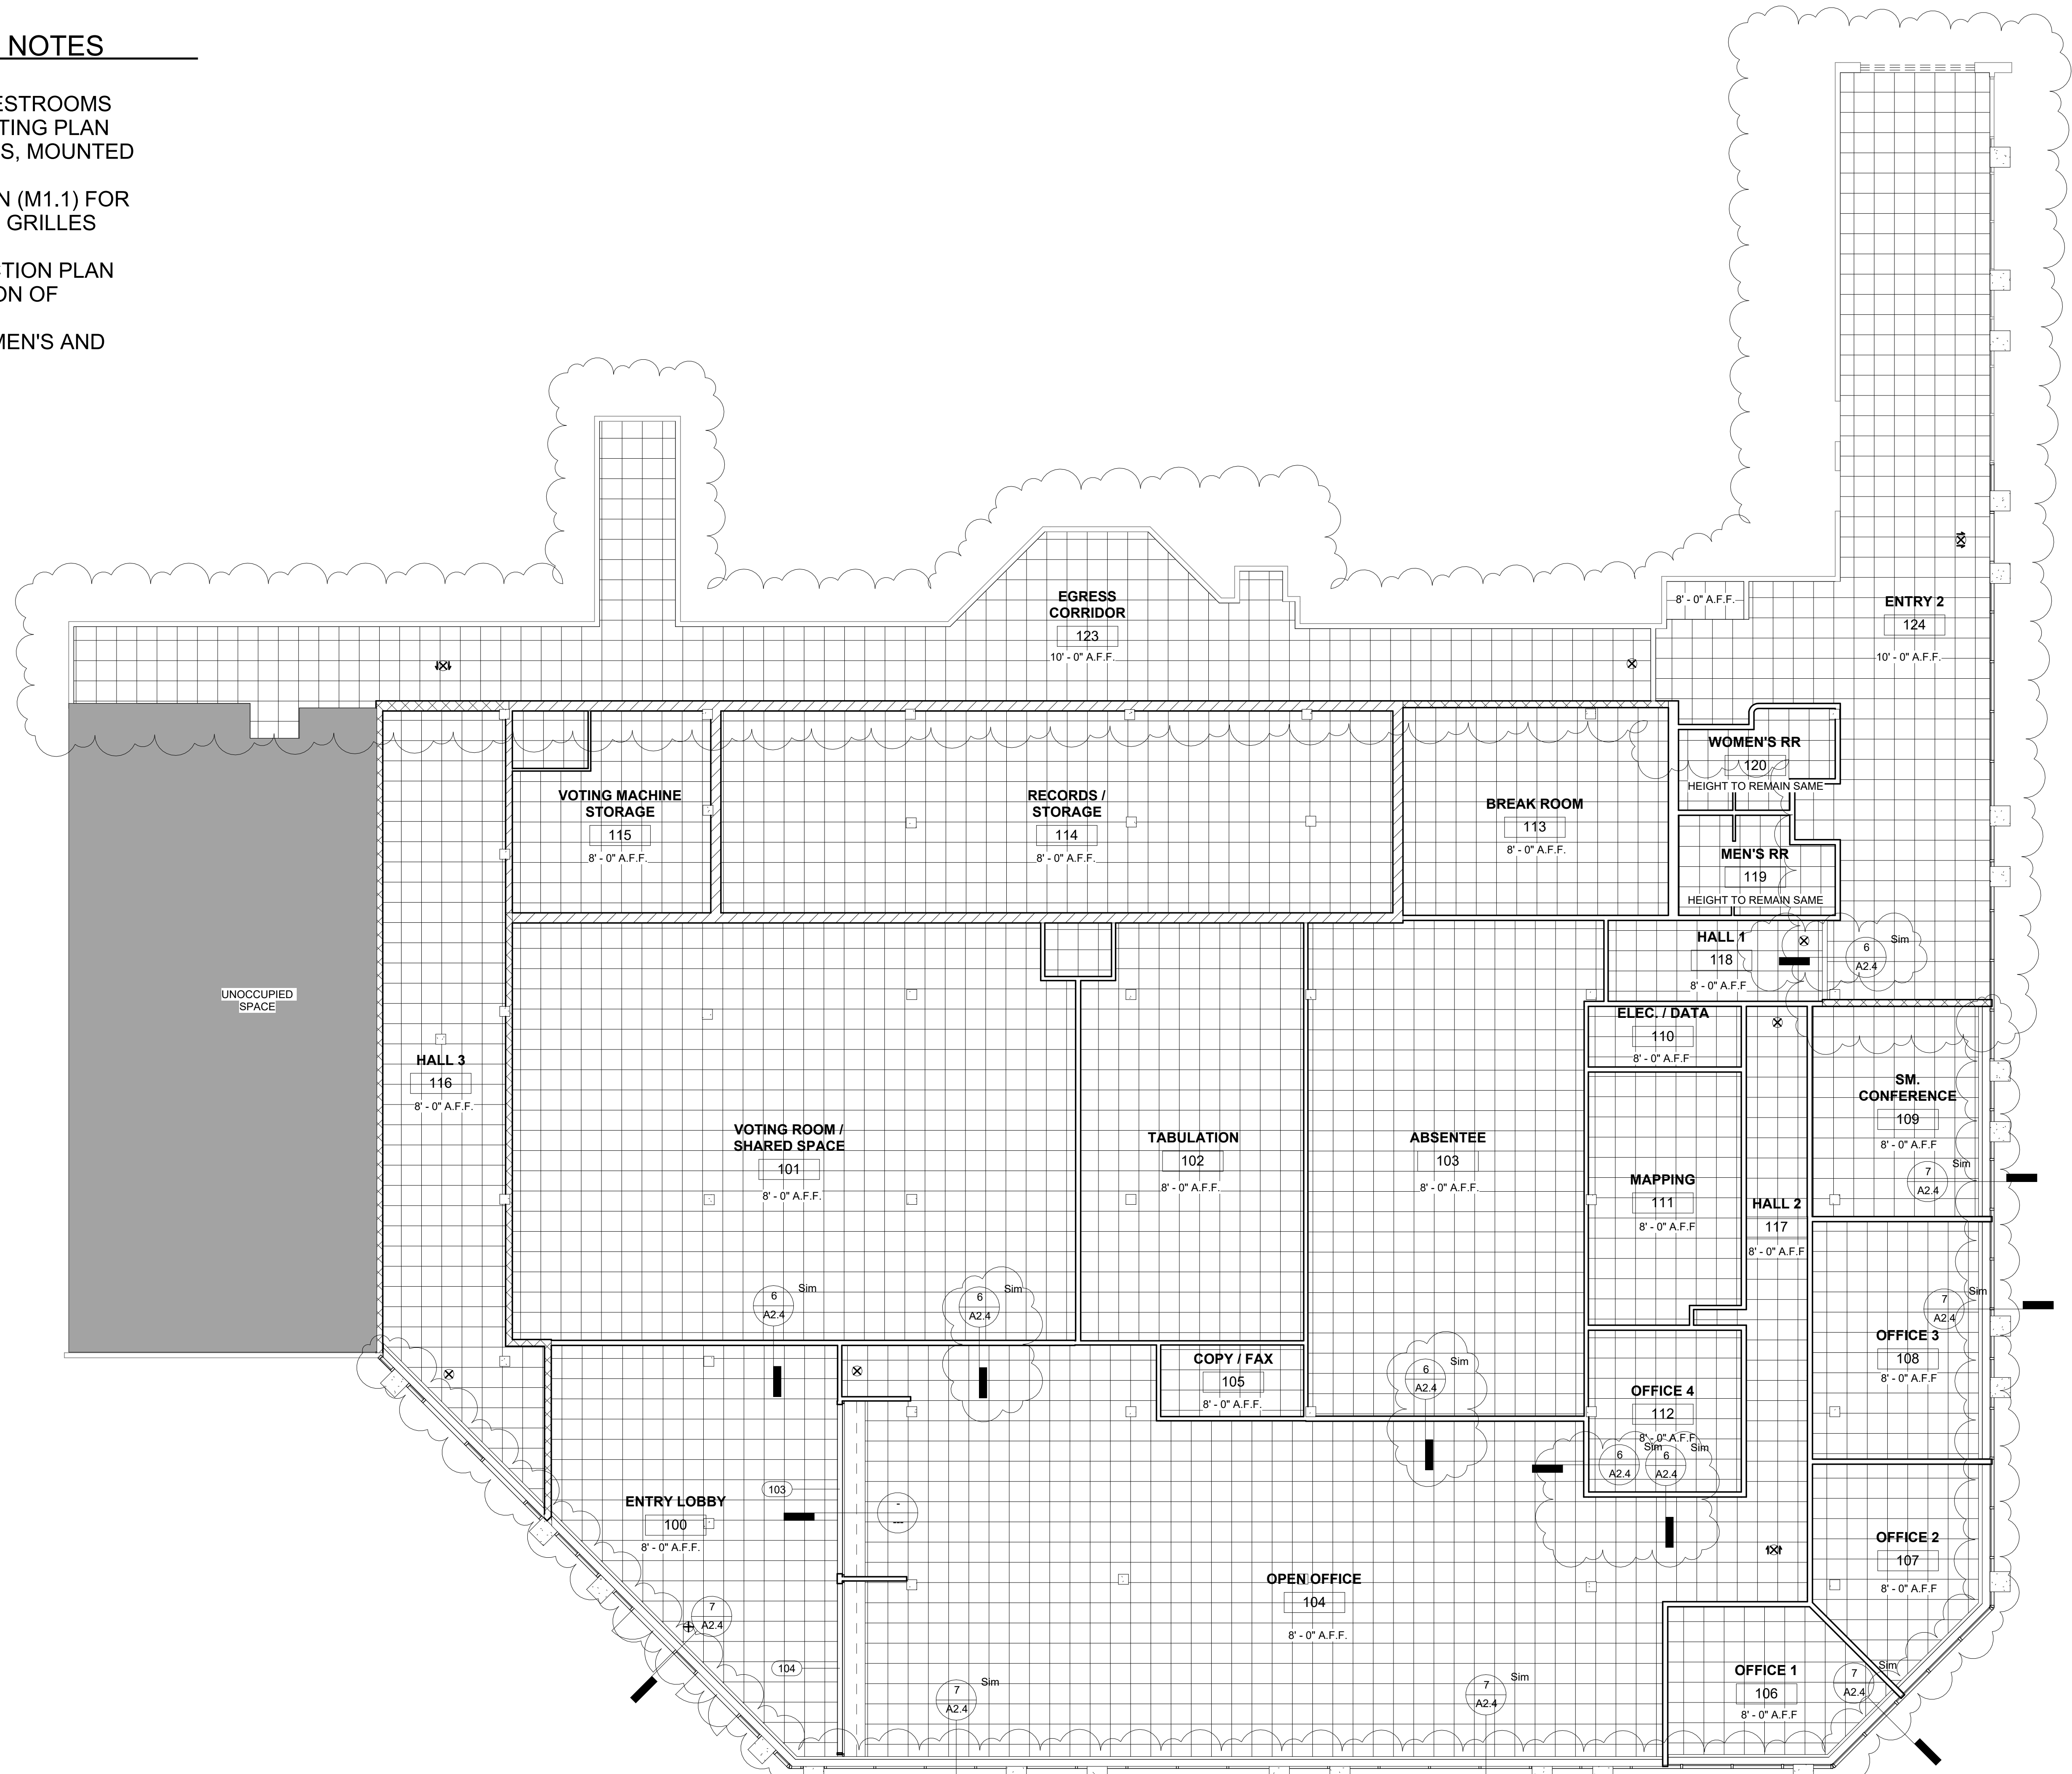 NOTES
ESTROOMS
TING PLAN
S, MOUNTED
N (M1.1) FOR
GRILLES
CTION PLAN
ON OF
MEN'S AND
EGRESS
CORRIDOR
123
10' - 0" A.F.F.
8' - 0" A.F.F.
ENTRY 2
124
10' - 0" A.F.F.
WOMEN'S RR
120
HEIGHT TO REMAIN SAME
VOTING MACHINE
STORAGE
115
8' - 0" A.F.F.
RECORDS /
STORAGE
114
8' - 0" A.F.F.
BREAK ROOM
113
8' - 0" A.F.F.
MEN'S RR
119
HEIGHT TO REMAIN SAME
HALL 1
118
8' - 0" A.F.F
6
A2.4
Sim
UNOCCUPIED
SPACE
ELEC. / DATA
110
8' - 0" A.F.F
HALL 3
116
8' - 0" A.F.F.
SM.
CONFERENCE
109
8' - 0" A.F.F
7
A2.4
Sim
VOTING ROOM /
SHARED SPACE
101
8' - 0" A.F.F.
TABULATION
102
8' - 0" A.F.F.
ABSENTEE
103
8' - 0" A.F.F.
MAPPING
111
8' - 0" A.F.F
HALL 2
117
8' - 0" A.F.F
6
A2.4
Sim
6
A2.4
Sim
7
A2.4
Sim
OFFICE 3
108
8' - 0" A.F.F
COPY / FAX
105
8' - 0" A.F.F.
6
A2.4
Sim
OFFICE 4
112
8' - 0" A.F.F
6
A2.4
Sim
6
A2.4
Sim
103
-
---
ENTRY LOBBY
100
8' - 0" A.F.F.
OFFICE 2
107
8' - 0" A.F.F
OPEN OFFICE
104
8' - 0" A.F.F.
7
A2.4
104
OFFICE 1
106
8' - 0" A.F.F
7
A2.4
Sim
7
A2.4
Sim
7
A2.4
Sim